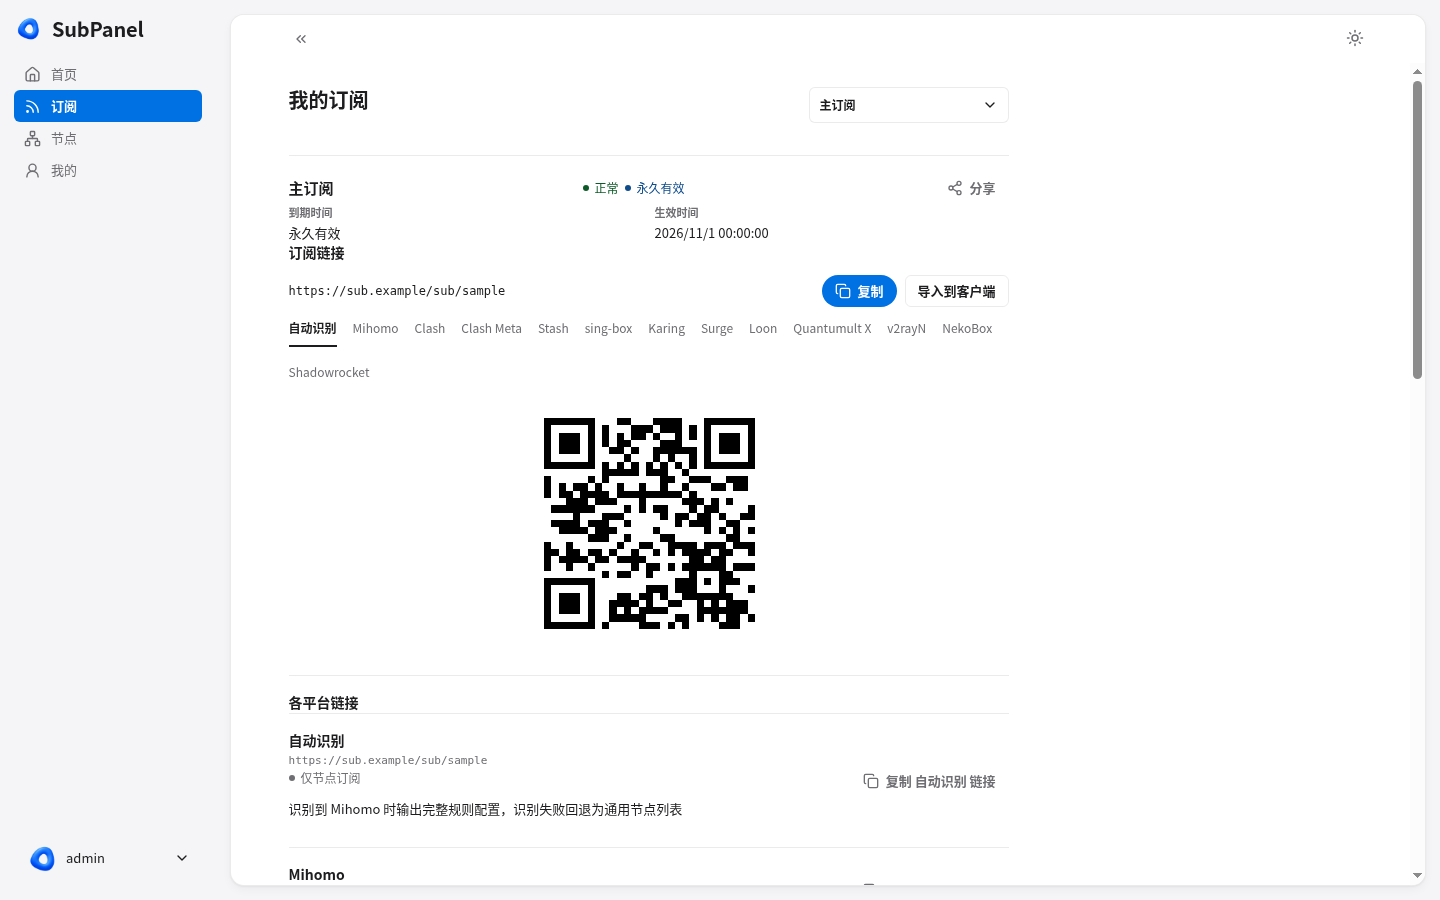 SubPanel
首页
订阅
节点
我的
admin
我的订阅
主订阅
主订阅
正常
永久有效
分享
到期时间
生效时间
永久有效
2026/11/1 00:00:00
订阅链接
https://sub.example/sub/sample
复制
导入到客户端
自动识别 Mihomo Clash Clash Meta Stash sing-box Karing Surge Loon Quantumult X v2rayN NekoBox
Shadowrocket
各平台链接
自动识别
https://sub.example/sub/sample
仅节点订阅
复制 自动识别 链接
识别到 Mihomo 时输出完整规则配置，识别失败回退为通用节点列表
Mihomo